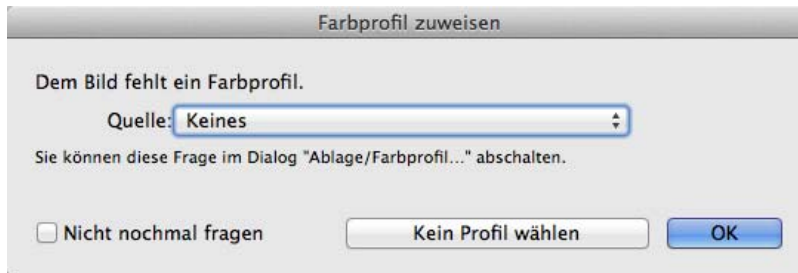 Farbprofil zuweisen
Dem Bild fehlt ein Farbprofil.
Quelle: Keines
Sie können diese Frage im Dialog "Ablage/Farbprofil..." abschalten.
Nicht nochmal fragen Kein Profil wählen OK